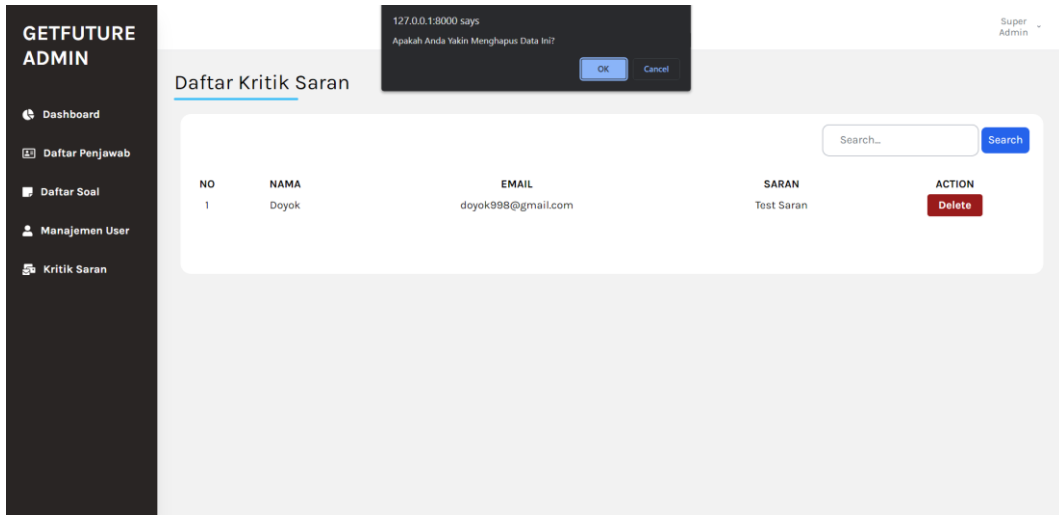 GETFUTURE
ADMIN
Dashboard
Daftar Penjawab
Daftar Soal
Manajemen User
Kritik Saran
127.0.0.1:8000 says
Apakah Anda Yakin Menghapus Data Ini?
OK Cancel
Super
Admin
Daftar Kritik Saran
Search... Search
NO NAMA EMAIL SARAN ACTION
1 Doyok doyok998@gmail.com Test Saran Delete